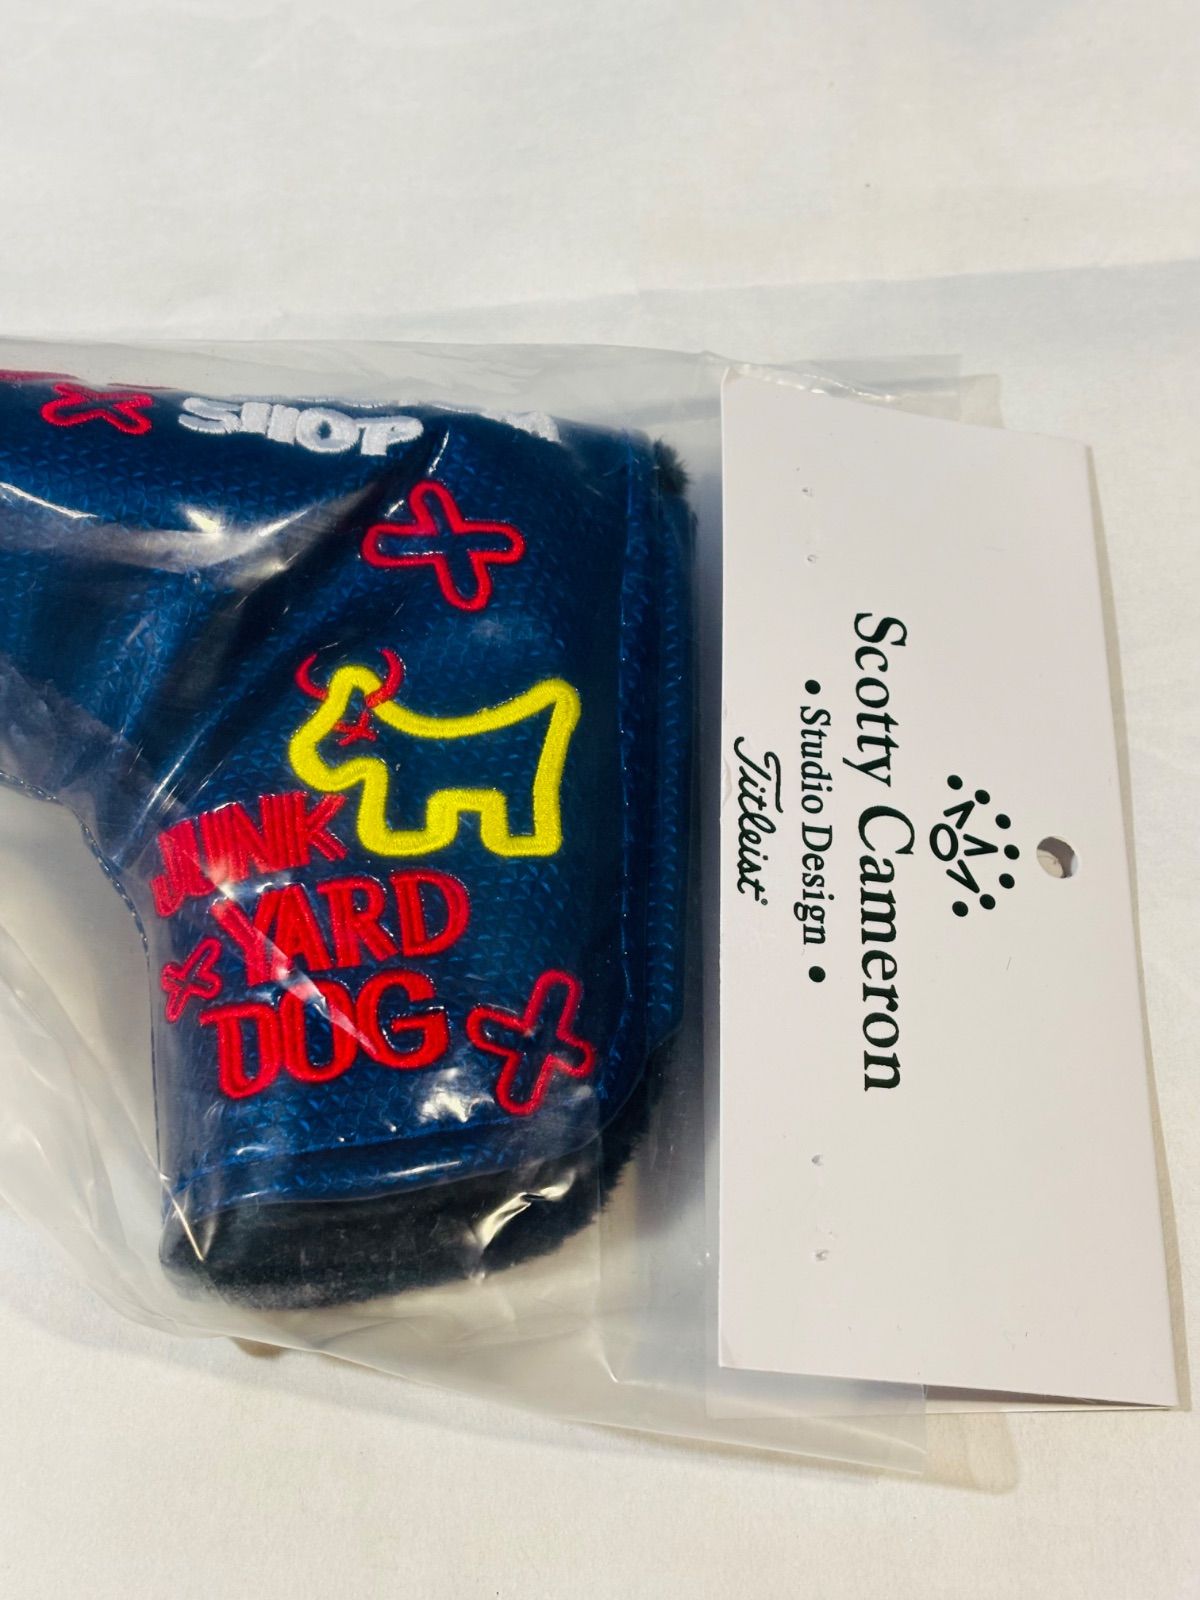 SHOP
JUNK
YARD
DOG
Scotty Cameron
• Studio Design •
Titleist®